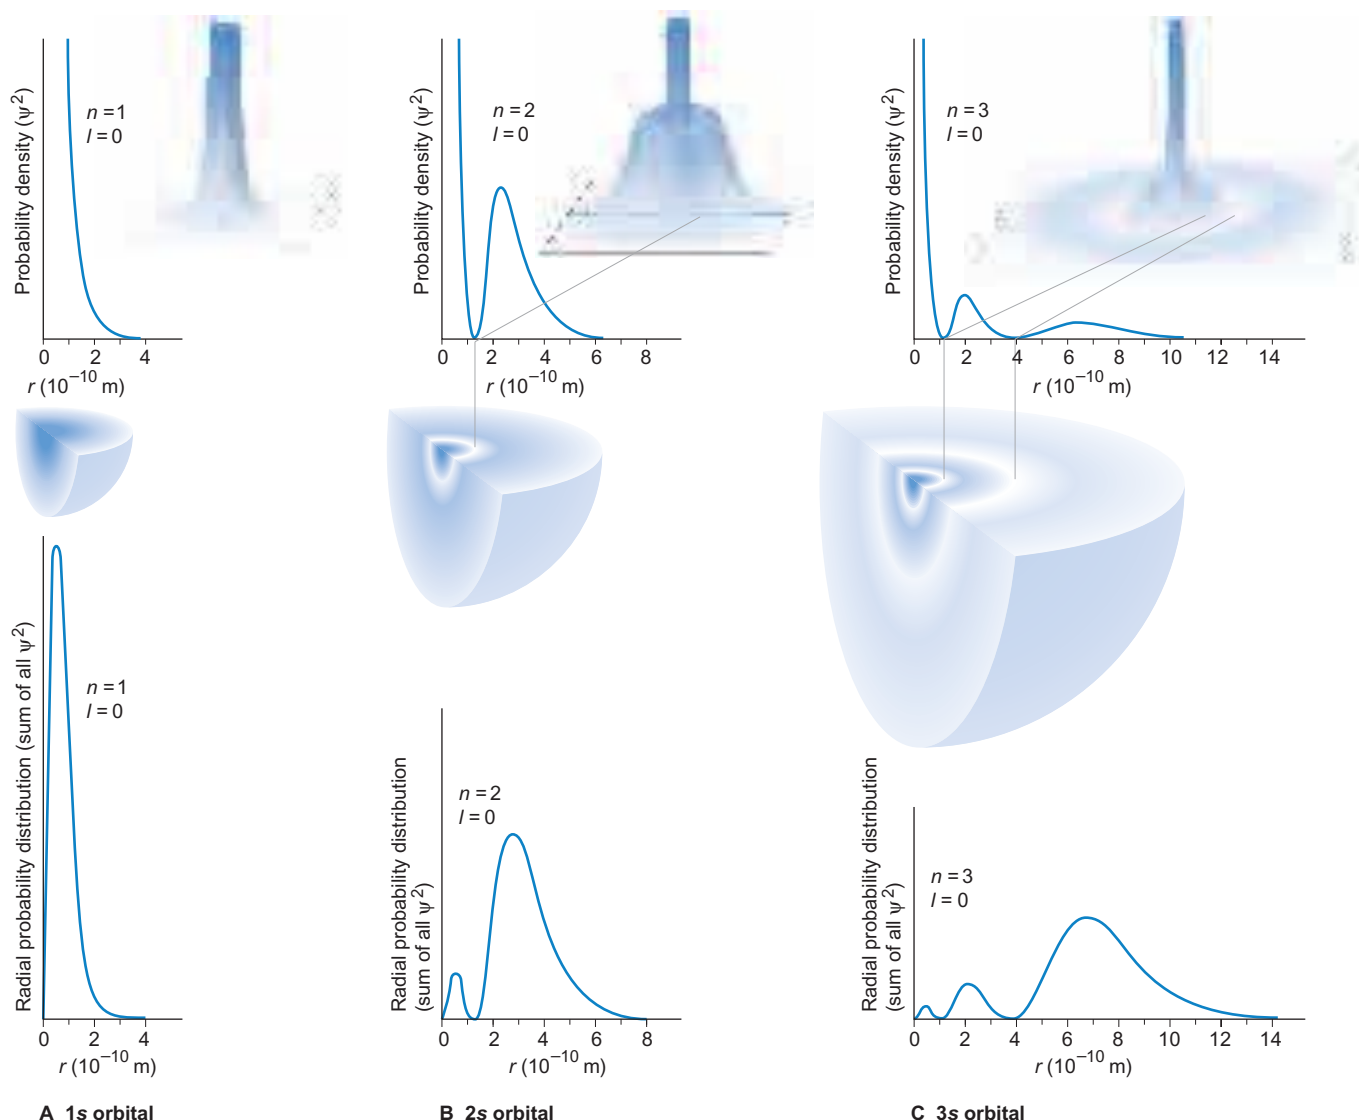 Probability density (ψ²)
n = 1
l = 0
0 2 4
r (10⁻¹⁰ m)
Probability density (ψ²)
n = 2
l = 0
0 2 4 6 8
r (10⁻¹⁰ m)
Probability density (ψ²)
n = 3
l = 0
0 2 4 6 8 10 12 14
r (10⁻¹⁰ m)
Radial probability distribution (sum of all ψ²)
n = 1
l = 0
0 2 4
r (10⁻¹⁰ m)
A 1s orbital
Radial probability distribution
(sum of all ψ²)
n = 2
l = 0
0 2 4 6 8
r (10⁻¹⁰ m)
B 2s orbital
Radial probability distribution
(sum of all ψ²)
n = 3
l = 0
0 2 4 6 8 10 12 14
r (10⁻¹⁰ m)
C 3s orbital